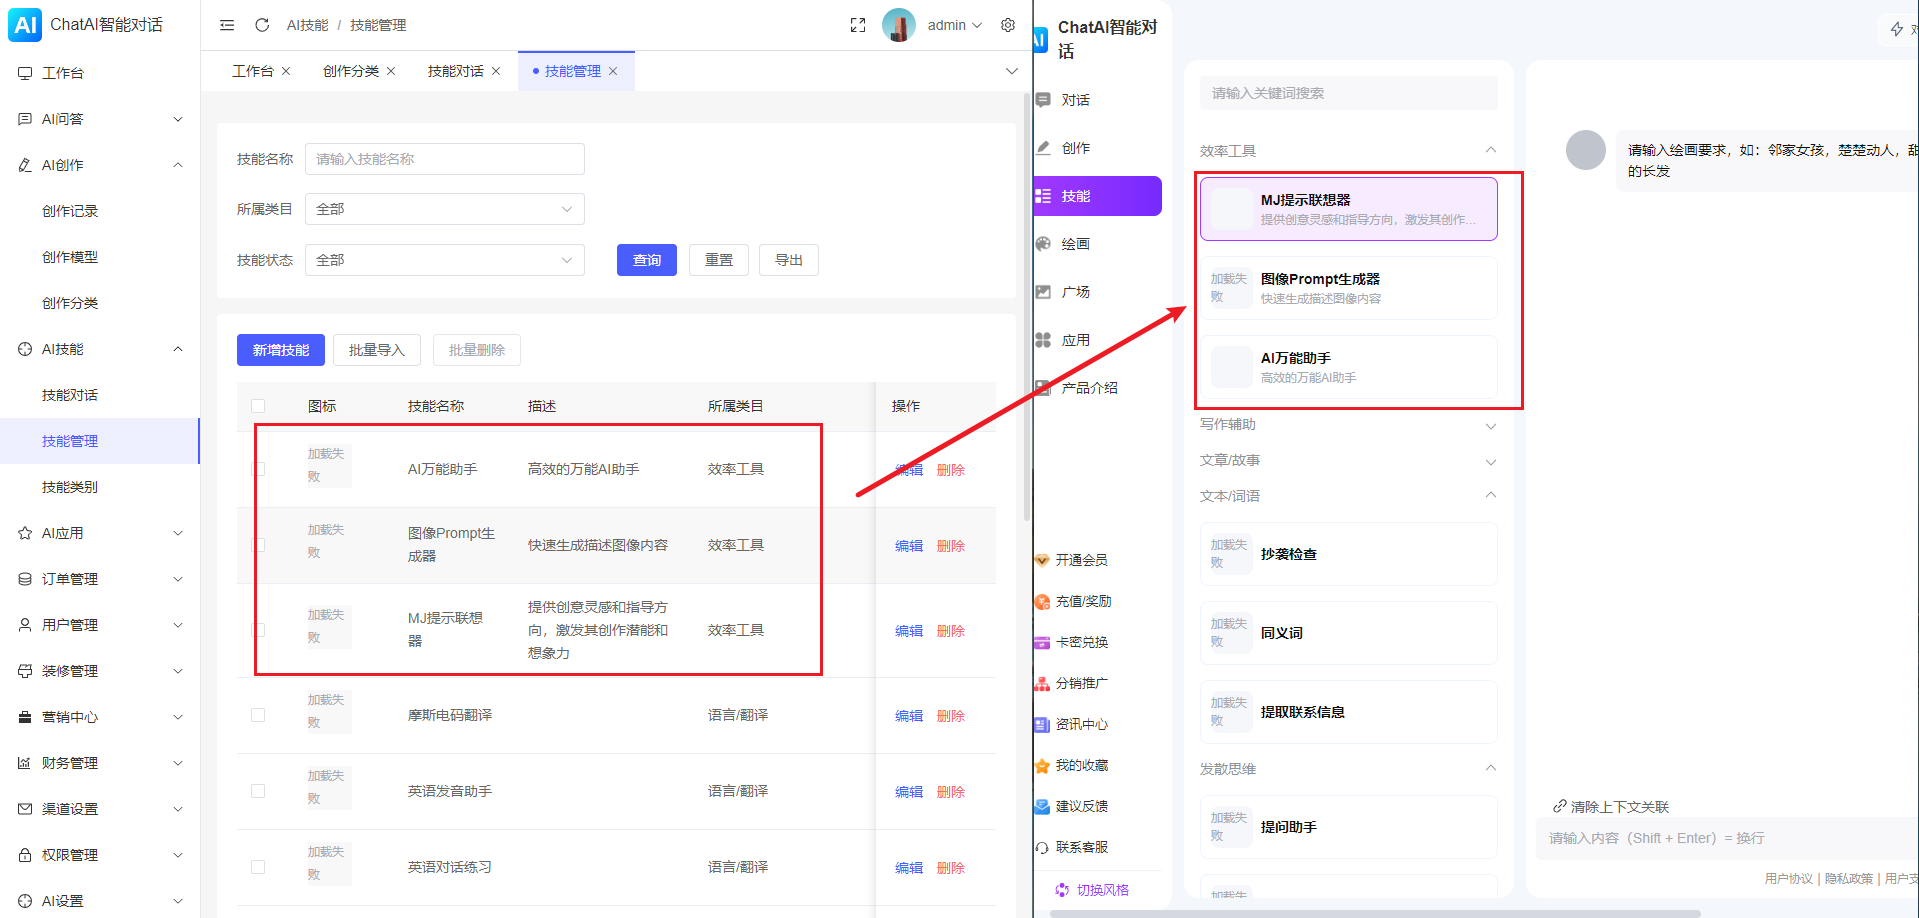 AI ChatAI智能对话
工作台
AI问答
AI创作
创作记录
创作模型
创作分类
AI技能
技能对话
技能管理
技能类别
AI应用
订单管理
用户管理
装修管理
营销中心
财务管理
渠道设置
权限管理
AI设置
AI技能 / 技能管理
admin
工作台
创作分类
技能对话
技能管理
技能名称 请输入技能名称
所属类目 全部
技能状态 全部 查询 重置 导出
新增技能 批量导入 批量删除
图标 技能名称 描述 所属类目 操作
加载失
败
AI万能助手 高效的万能AI助手 效率工具 编辑 删除
加载失
败
图像Prompt生
成器
快速生成描述图像内容 效率工具 编辑 删除
加载失
败
MJ提示联想
器
提供创意灵感和指导方
向，激发其创作潜能和
想象力
效率工具 编辑 删除
加载失
败
摩斯电码翻译 语言/翻译 编辑 删除
加载失
败
英语发音助手 语言/翻译 编辑 删除
加载失
败
英语对话练习 语言/翻译 编辑 删除
AI
ChatAI智能对
话
对话
创作
技能
绘画
广场
应用
产品介绍
开通会员
充值/奖励
卡密兑换
分销推广
资讯中心
我的收藏
建议反馈
联系客服
切换风格
请输入关键词搜索
效率工具
MJ提示联想器
提供创意灵感和指导方向，激发其创作...
加载失
败
图像Prompt生成器
快速生成描述图像内容
AI万能助手
高效的万能AI助手
写作辅助
文章/故事
文本/词语
加载失
败
抄袭检查
加载失
败
同义词
加载失
败
提取联系信息
发散思维
加载失
败
提问助手
加载失
对
请输入绘画要求，如：邻家女孩，楚楚动人，甜
的长发
清除上下文关联
请输入内容（Shift + Enter）= 换行
用户协议 | 隐私政策 | 用户支